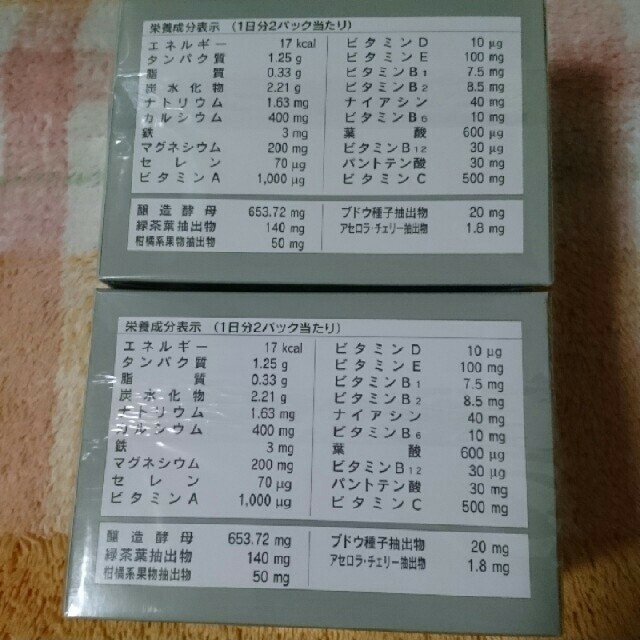 栄養成分表示 (1日分2パック当たり)
エネルギー 17 kcal
タンパク質 1.25 g
脂質 0.33 g
炭水化物 2.21 g
ナトリウム 1.63 mg
カルシウム 400 mg
鉄 3 mg
マグネシウム 200 mg
セレン 70 μg
ビタミンA 1,000 μg
ビタミンD 10 μg
ビタミンE 100 mg
ビタミンB1 7.5 mg
ビタミンB2 8.5 mg
ナイアシン 40 mg
ビタミンB6 10 mg
葉酸 600 μg
ビタミンB12 30 μg
パントテン酸 30 mg
ビタミンC 500 mg
醸造酵母 653.72 mg
緑茶葉抽出物 140 mg
柑橘系果物抽出物 50 mg
ブドウ種子抽出物 20 mg
アセロラ・チェリー抽出物 1.8 mg
栄養成分表示 (1日分2パック当たり)
エネルギー 17 kcal
タンパク質 1.25 g
脂質 0.33 g
炭水化物 2.21 g
ナトリウム 1.63 mg
カルシウム 400 mg
鉄 3 mg
マグネシウム 200 mg
セレン 70 μg
ビタミンA 1,000 μg
ビタミンD 10 μg
ビタミンE 100 mg
ビタミンB1 7.5 mg
ビタミンB2 8.5 mg
ナイアシン 40 mg
ビタミンB6 10 mg
葉酸 600 μg
ビタミンB12 30 μg
パントテン酸 30 mg
ビタミンC 500 mg
醸造酵母 653.72 mg
緑茶葉抽出物 140 mg
柑橘系果物抽出物 50 mg
ブドウ種子抽出物 20 mg
アセロラ・チェリー抽出物 1.8 mg